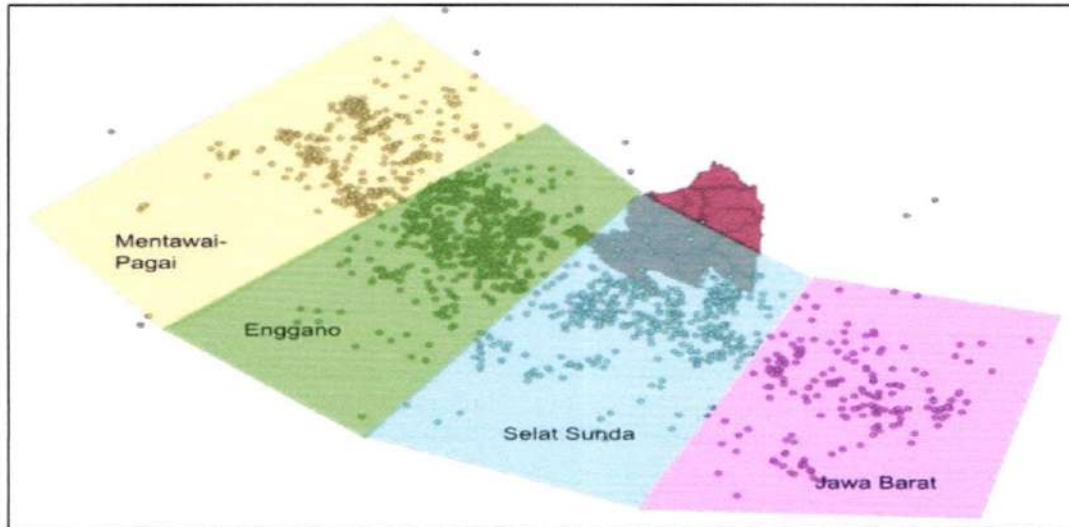 Mentawai-
Pagai
Enggano
Selat Sunda
Jawa Barat